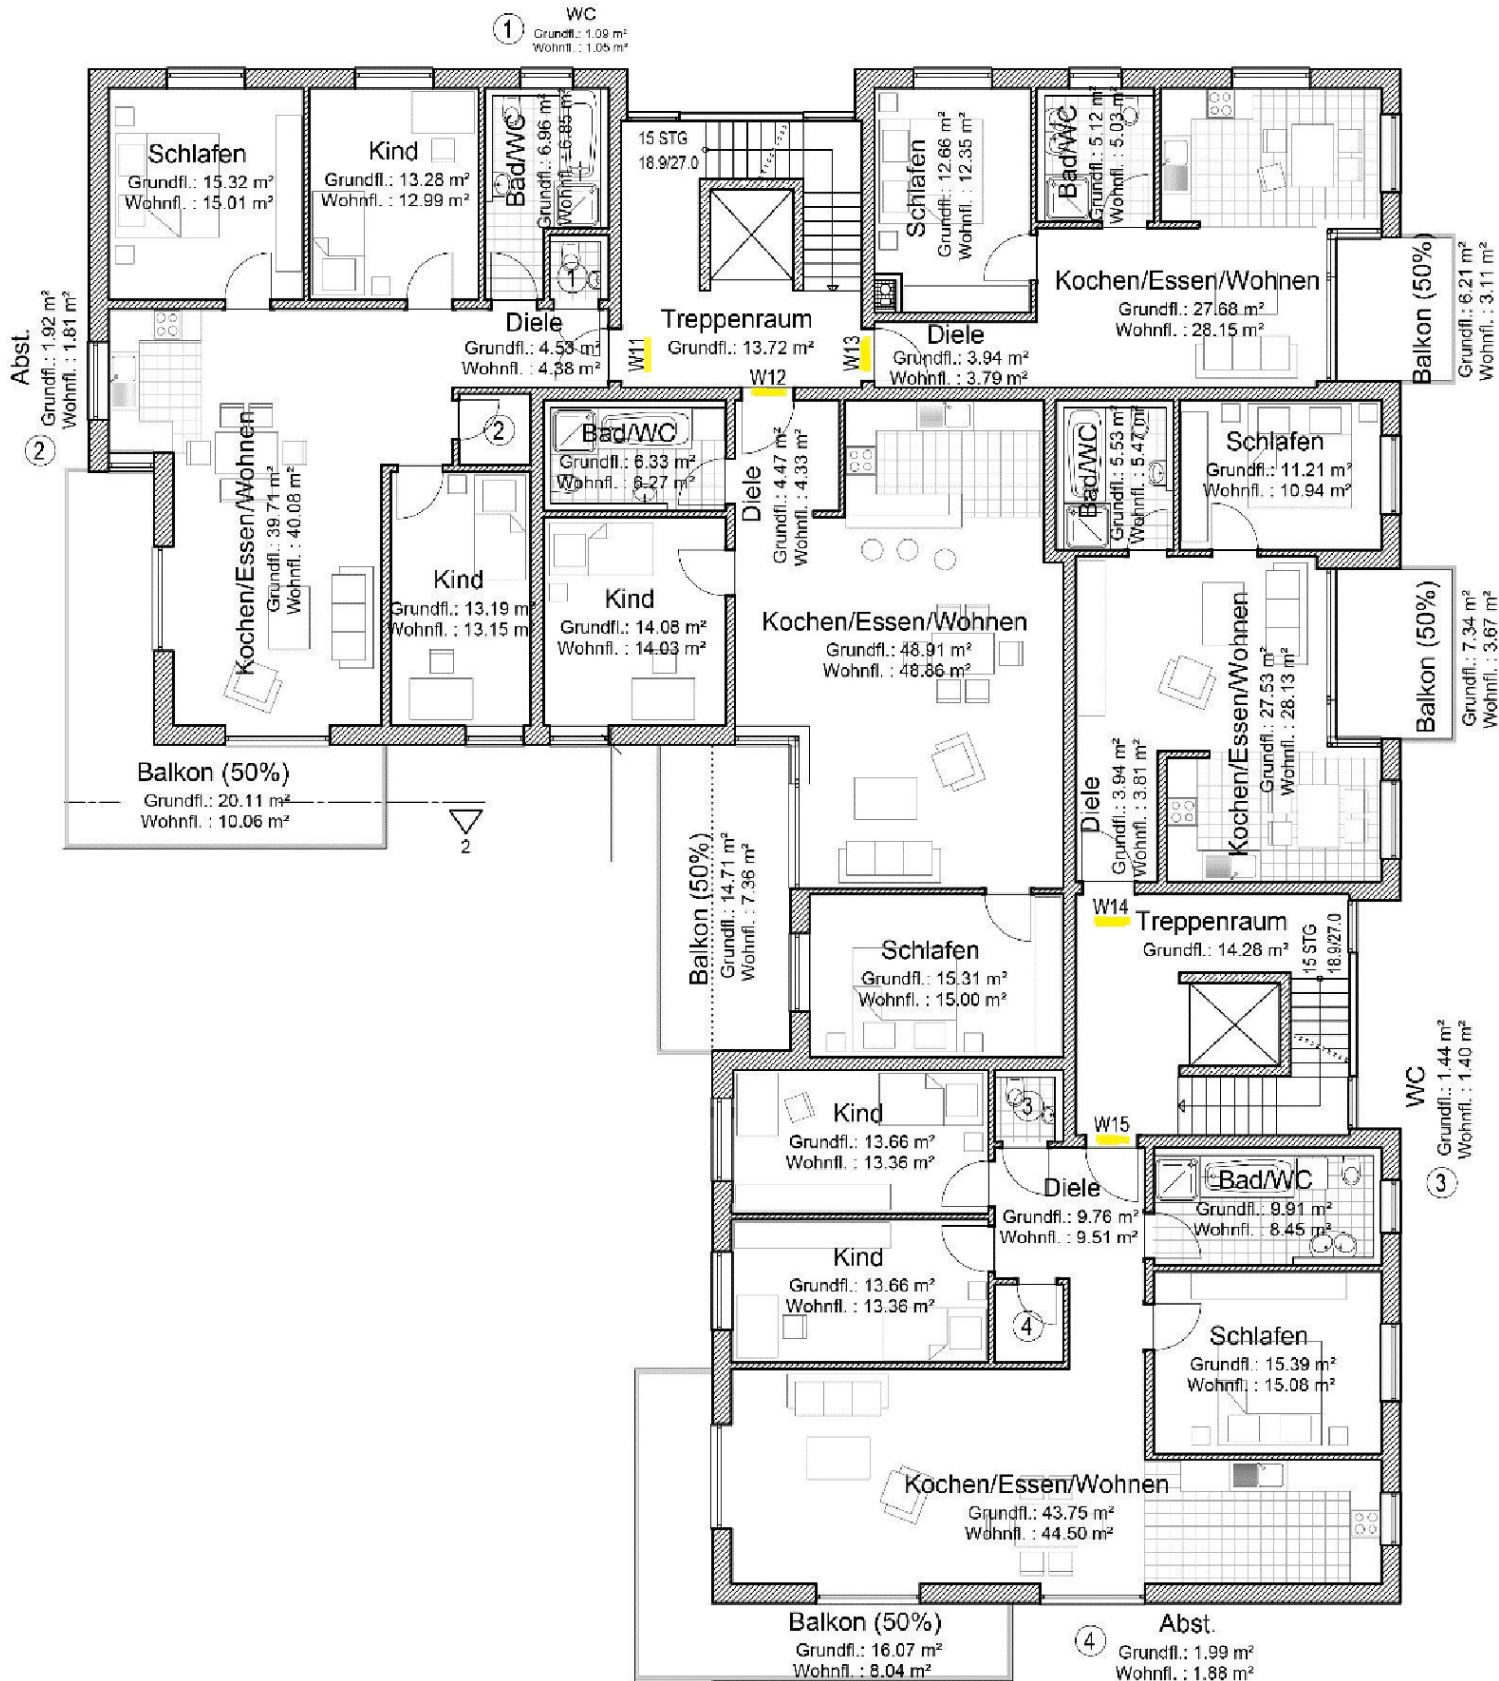 1
WC
Grundfl.: 1.09 m²
Wohnfl. : 1.05 m²
Schlafen
Grundfl.: 15.32 m²
Wohnfl. : 15.01 m²
Kind
Grundfl.: 13.28 m²
Wohnfl. : 12.99 m²
Bad/WC
Grundfl.: 6.96 m²
Wohnfl. : 6.85 m²
1
15 STG
18.9/27.0
Treppenraum
Grundfl.: 13.72 m²
W11
W12
W13
Schlafen
Grundfl.: 12.66 m²
Wohnfl. : 12.35 m²
Bad/WC
Grundfl.: 5.12 m²
Wohnfl. : 5.03 m²
Kochen/Essen/Wohnen
Grundfl.: 27.68 m²
Wohnfl. : 28.15 m²
Balkon (50%)
Grundfl.: 6.21 m²
Wohnfl. : 3.11 m²
Diele
Grundfl.: 4.53 m²
Wohnfl. : 4.38 m²
Diele
Grundfl.: 3.94 m²
Wohnfl. : 3.79 m²
Abst.
Grundfl.: 1.92 m²
Wohnfl. : 1.81 m²
2
2
Kochen/Essen/Wohnen
Grundfl.: 39.71 m²
Wohnfl. : 40.08 m²
Bad/WC
Grundfl.: 6.33 m²
Wohnfl. : 6.27 m²
Diele
Grundfl.: 4.47 m²
Wohnfl. : 4.33 m²
Bad/WC
Grundfl.: 5.53 m²
Wohnfl. : 5.47 m²
Schlafen
Grundfl.: 11.21 m²
Wohnfl. : 10.94 m²
Kind
Grundfl.: 13.19 m
Wohnfl. : 13.15 m
Kind
Grundfl.: 14.08 m²
Wohnfl. : 14.03 m²
Kochen/Essen/Wohnen
Grundfl.: 48.91 m²
Wohnfl. : 48.86 m²
Kochen/Essen/Wohnen
Grundfl.: 27.53 m²
Wohnfl. : 28.13 m²
Balkon (50%)
Grundfl.: 7.34 m²
Wohnfl. : 3.67 m²
Balkon (50%)
Grundfl.: 20.11 m²
Wohnfl. : 10.06 m²
2
Diele
Grundfl.: 3.94 m²
Wohnfl. : 3.81 m²
Balkon (50%)
Grundfl.: 14.71 m²
Wohnfl. : 7.36 m²
W14
Treppenraum
Grundfl.: 14.28 m²
15 STG
18.9/27.0
Schlafen
Grundfl.: 15.31 m²
Wohnfl. : 15.00 m²
WC
Grundfl.: 1.44 m²
Wohnfl. : 1.40 m²
3
Kind
Grundfl.: 13.66 m²
Wohnfl. : 13.36 m²
3
W15
Diele
Grundfl.: 9.76 m²
Wohnfl. : 9.51 m²
Bad/WC
Grundfl.: 9.91 m²
Wohnfl. : 8.45 m²
Kind
Grundfl.: 13.66 m²
Wohnfl. : 13.36 m²
4
Schlafen
Grundfl.: 15.39 m²
Wohnfl. : 15.08 m²
Kochen/Essen/Wohnen
Grundfl.: 43.75 m²
Wohnfl. : 44.50 m²
Balkon (50%)
Grundfl.: 16.07 m²
Wohnfl. : 8.04 m²
4
Abst.
Grundfl.: 1.99 m²
Wohnfl. : 1.88 m²